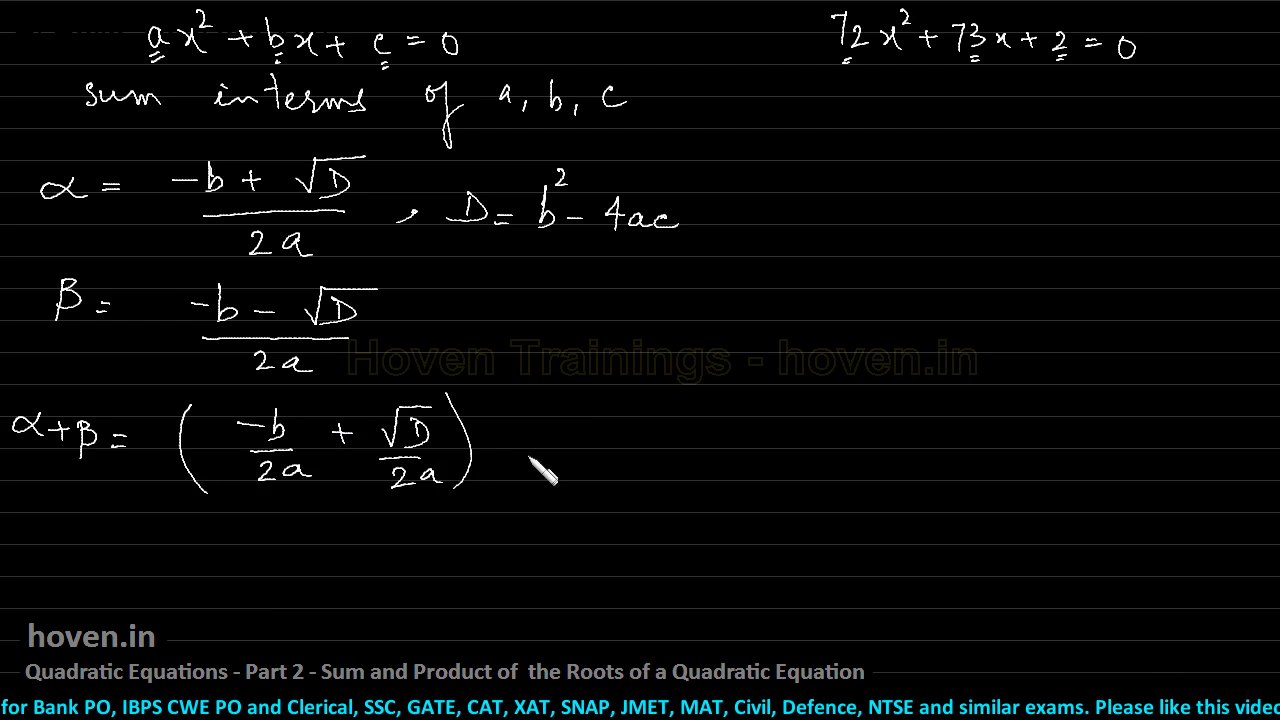 ax² + bx + c = 0
72x² + 73x + 2 = 0
sum interms of a, b, c
α = (-b + √D)/2a , D = b² - 4ac
β = (-b - √D)/2a
Hoven Trainings - hoven.in
α+β = ( -b/2a + √D/2a )
hoven.in
Quadratic Equations - Part 2 - Sum and Product of the Roots of a Quadratic Equation
for Bank PO, IBPS CWE PO and Clerical, SSC, GATE, CAT, XAT, SNAP, JMET, MAT, Civil, Defence, NTSE and similar exams. Please like this video